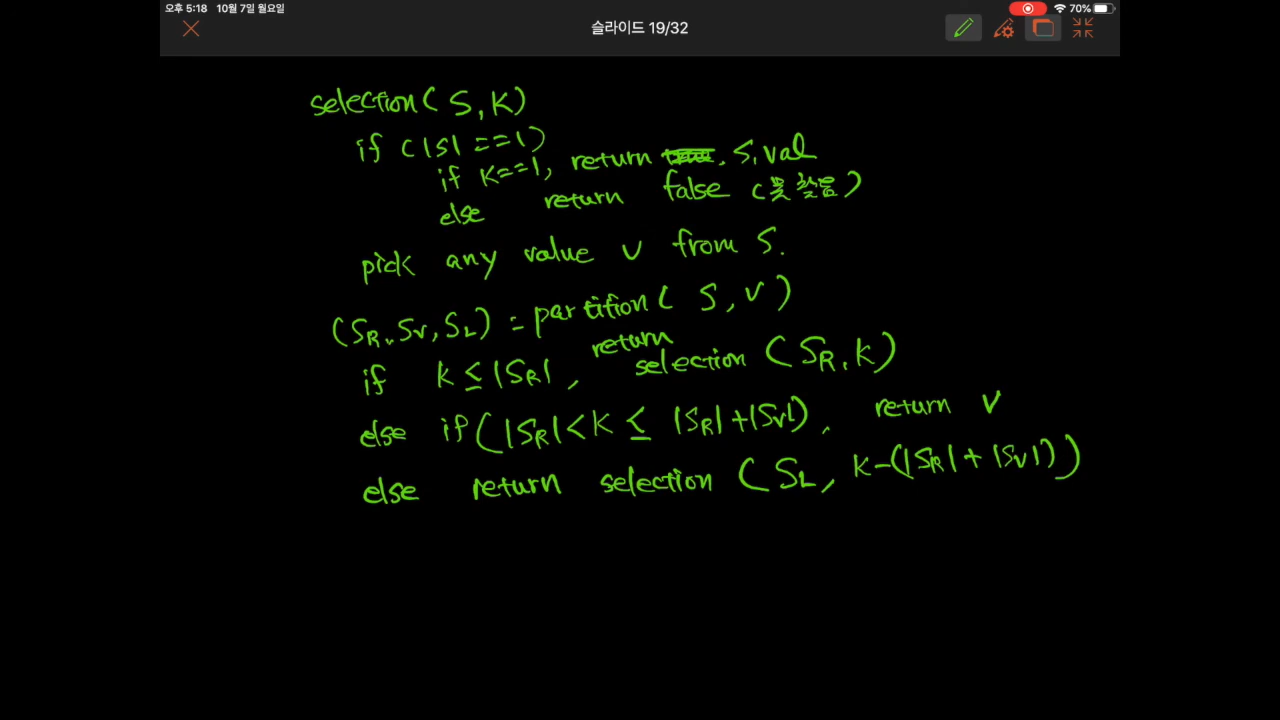 오후 5:18 10월 7일 월요일
70%
슬라이드 19/32
selection(S,K)
if (|S| ==1)
if K==1, return S.val
else return false (못찾음)
pick any value v from S.
(SR, Sv, SL) = partition(S, v)
if K ≤ |SR|, return selection (SR, k)
else if(|SR| < K ≤ |SR|+|Sv|), return v
else return selection (SL, K-(|SR|+|Sv|))